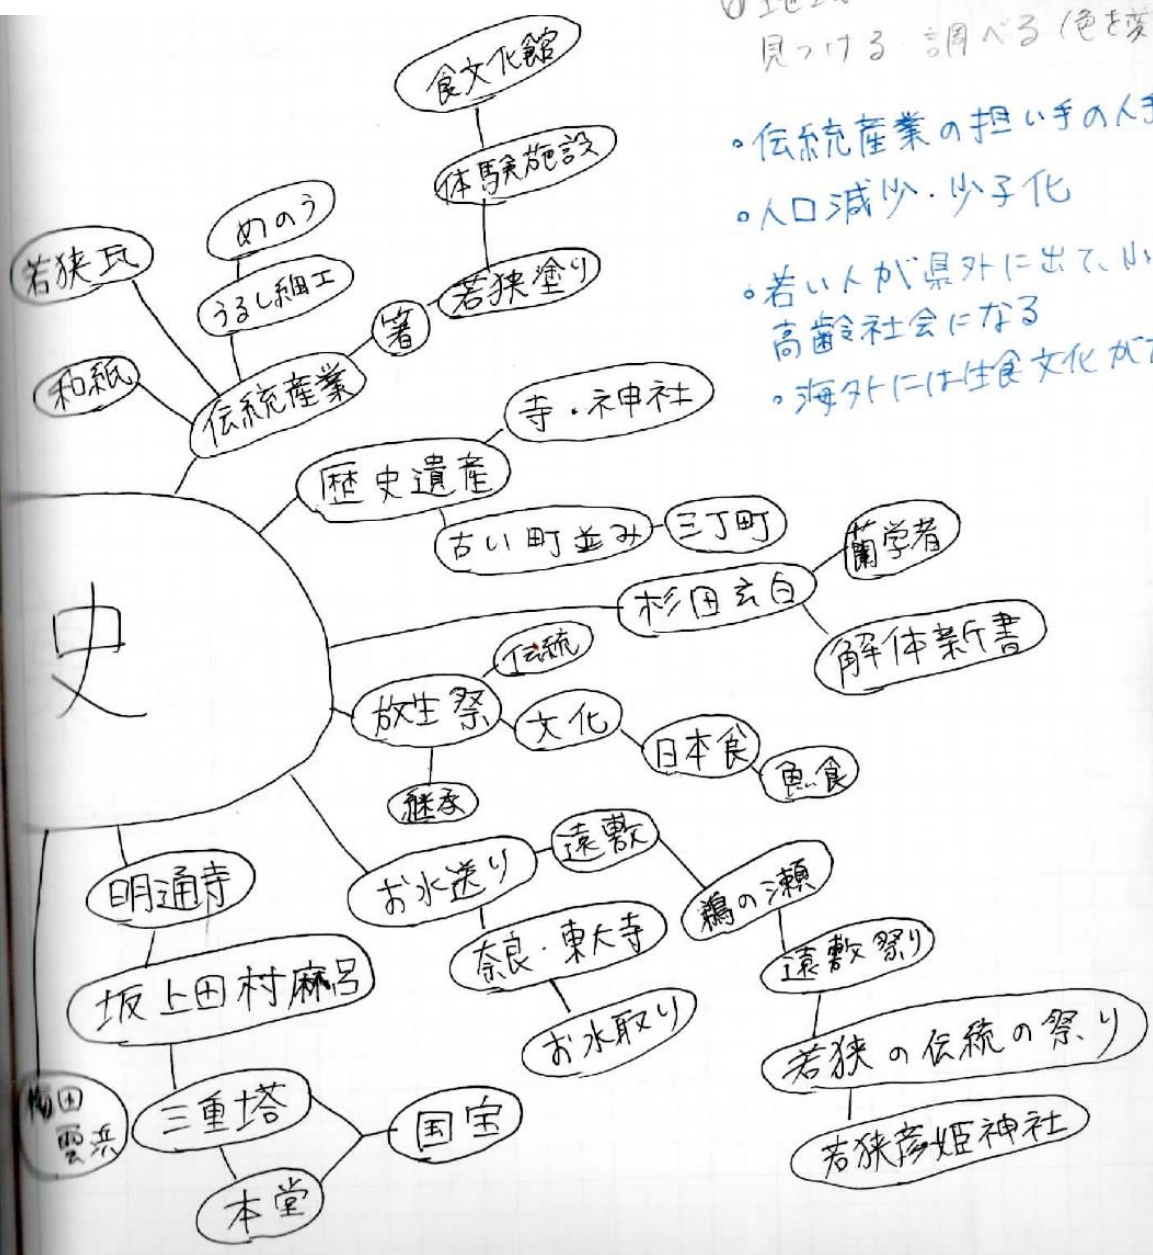 見つける 調べる (色を変
食文化館
体験施設
若狭塗り
箸
めのう
うるし細工
若狭瓦
和紙
伝統産業
歴史遺産
寺・神社
古い町並み
三丁町
杉田玄白
蘭学者
解体新書
史
放生祭
伝統
文化
日本食
魚食
継承
お水送り
遠敷
鵜の瀬
遠敷祭り
若狭の伝統の祭り
若狭彦姫神社
奈良・東大寺
お水取り
明通寺
坂上田村麻呂
三重塔
国宝
本堂
梅田
雲浜
・伝統産業の担い手の人手
・人口減少・少子化
・若い人が県外に出て、小
高齢社会になる
・海外には生食文化が